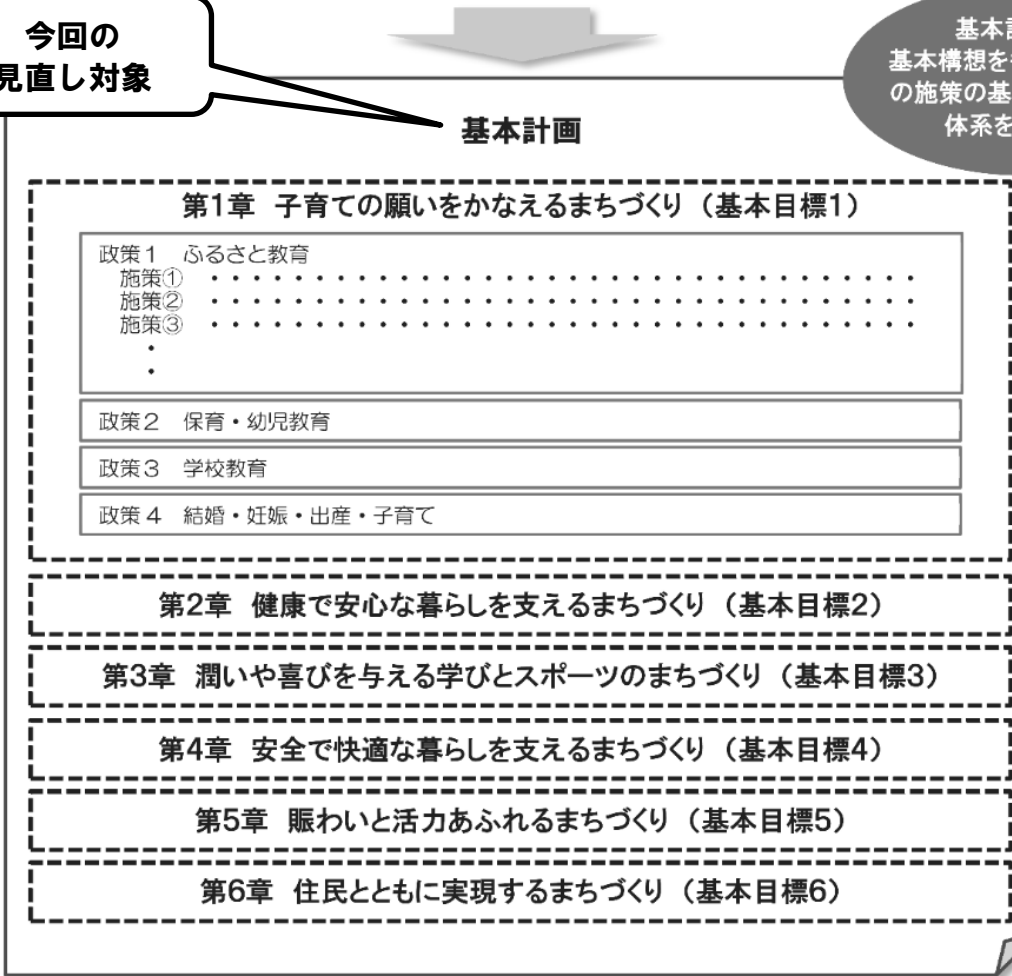 今回の
見直し対象
基本
基本構想を
の施策の基
体系を
基本計画
第1章 子育ての願いをかなえるまちづくり（基本目標1）
政策１ ふるさと教育
施策① ・・・・・・・・・・・・・・・・・・・・・・・・・・・・・・・・・・
施策② ・・・・・・・・・・・・・・・・・・・・・・・・・・・・・・・・・・
施策③ ・・・・・・・・・・・・・・・・・・・・・・・・・・・・・・・・・・
・
・
政策２ 保育・幼児教育
政策３ 学校教育
政策４ 結婚・妊娠・出産・子育て
第2章 健康で安心な暮らしを支えるまちづくり（基本目標2）
第3章 潤いや喜びを与える学びとスポーツのまちづくり（基本目標3）
第4章 安全で快適な暮らしを支えるまちづくり（基本目標4）
第5章 賑わいと活力あふれるまちづくり（基本目標5）
第6章 住民とともに実現するまちづくり（基本目標6）